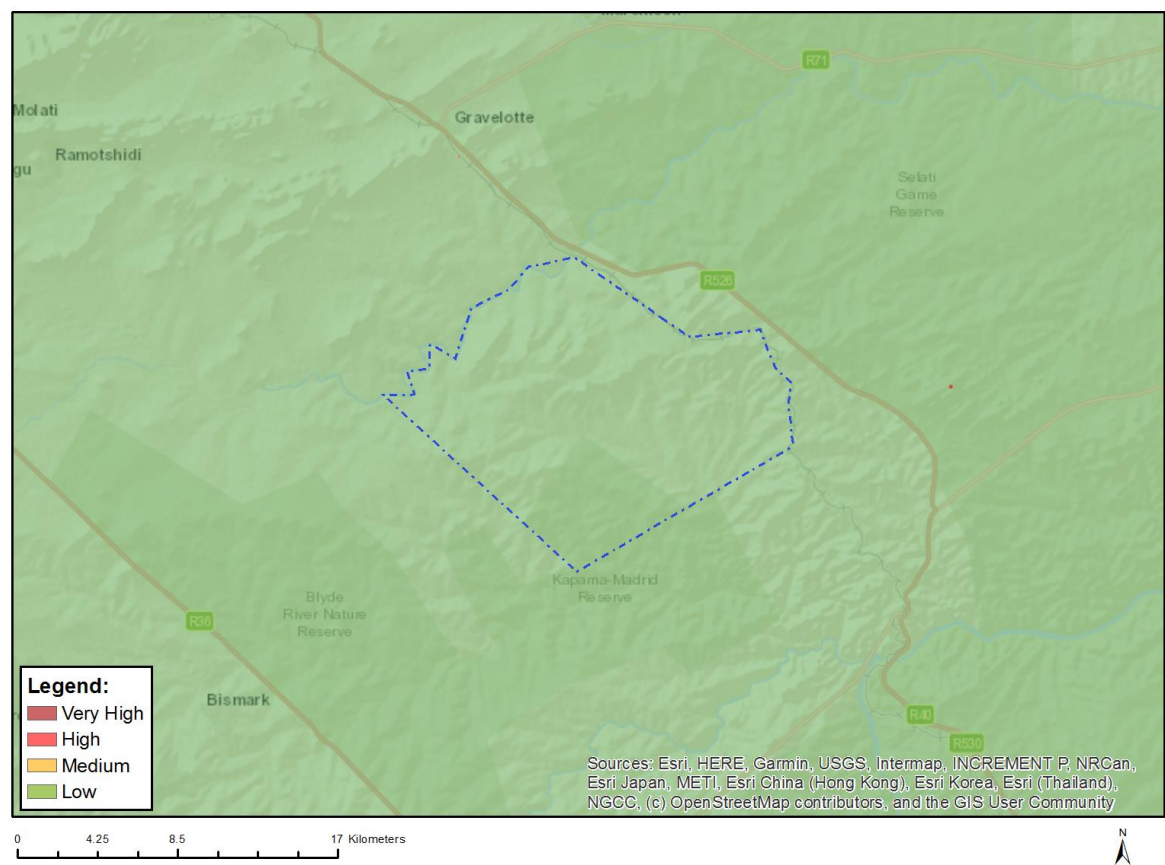 R71
Molati
Gravelotte
Ramotshidi
gu
Selati
Game
Reserve
R526
Kapama-Madrid
Reserve
Blyde
River Nature
Reserve
R36
Bismark
R40
R530
Legend:
Very High
High
Medium
Low
Sources: Esri, HERE, Garmin, USGS, Intermap, INCREMENT P, NRCan,
Esri Japan, METI, Esri China (Hong Kong), Esri Korea, Esri (Thailand),
NGCC, (c) OpenStreetMap contributors, and the GIS User Community
0 4.25 8.5 17 Kilometers
N